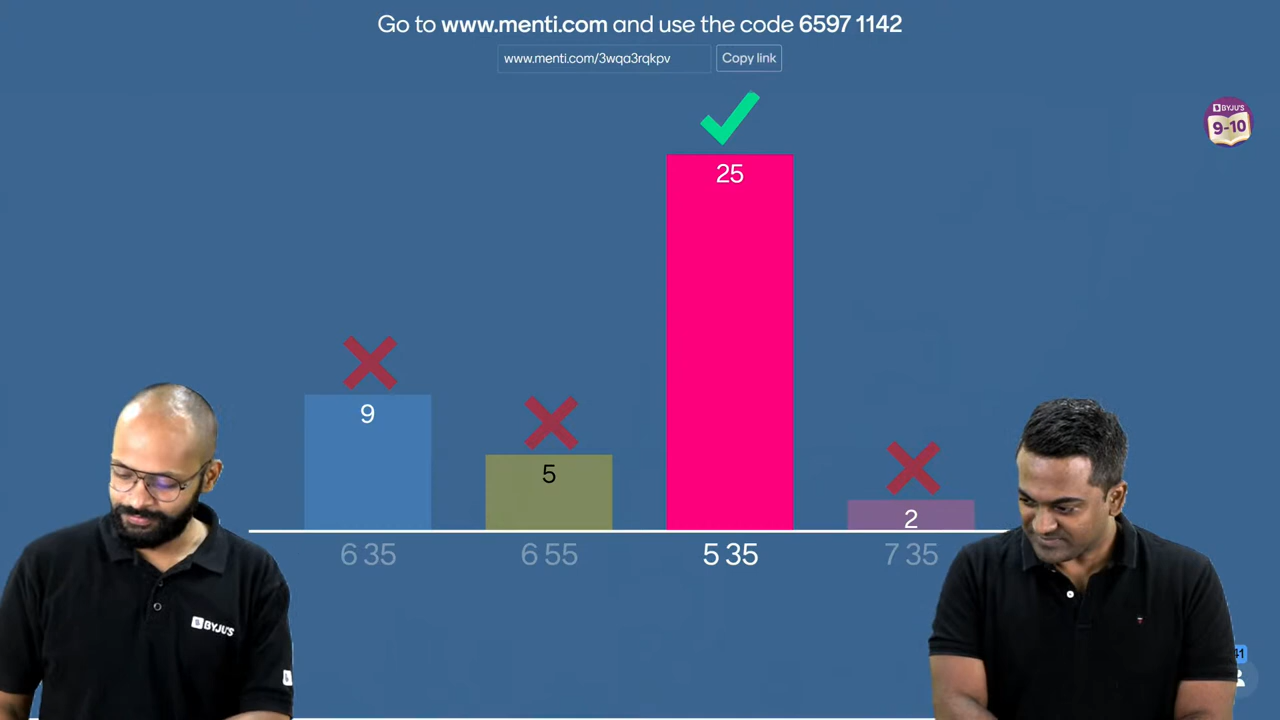 Go to www.menti.com and use the code 6597 1142
www.menti.com/3wqa3rqkpv Copy link
BYJU'S
9-10
25
9
5
2
6 35 6 55 5 35 7 35
BYJU'S
41